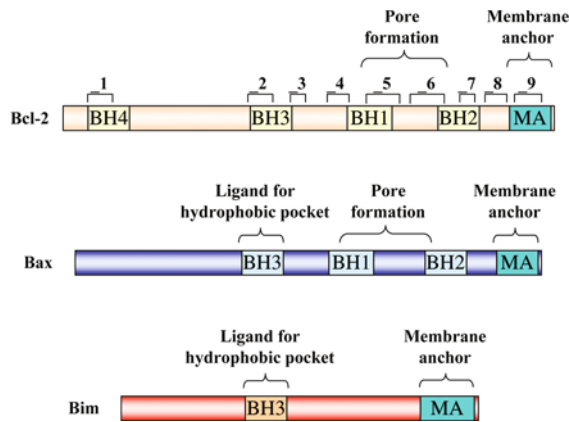 Pore
formation
Membrane
anchor
1 2 3 4 5 6 7 8 9
Bcl-2 BH4 BH3 BH1 BH2 MA
Ligand for
hydrophobic pocket
Pore
formation
Membrane
anchor
Bax BH3 BH1 BH2 MA
Ligand for
hydrophobic pocket
Membrane
anchor
Bim BH3 MA